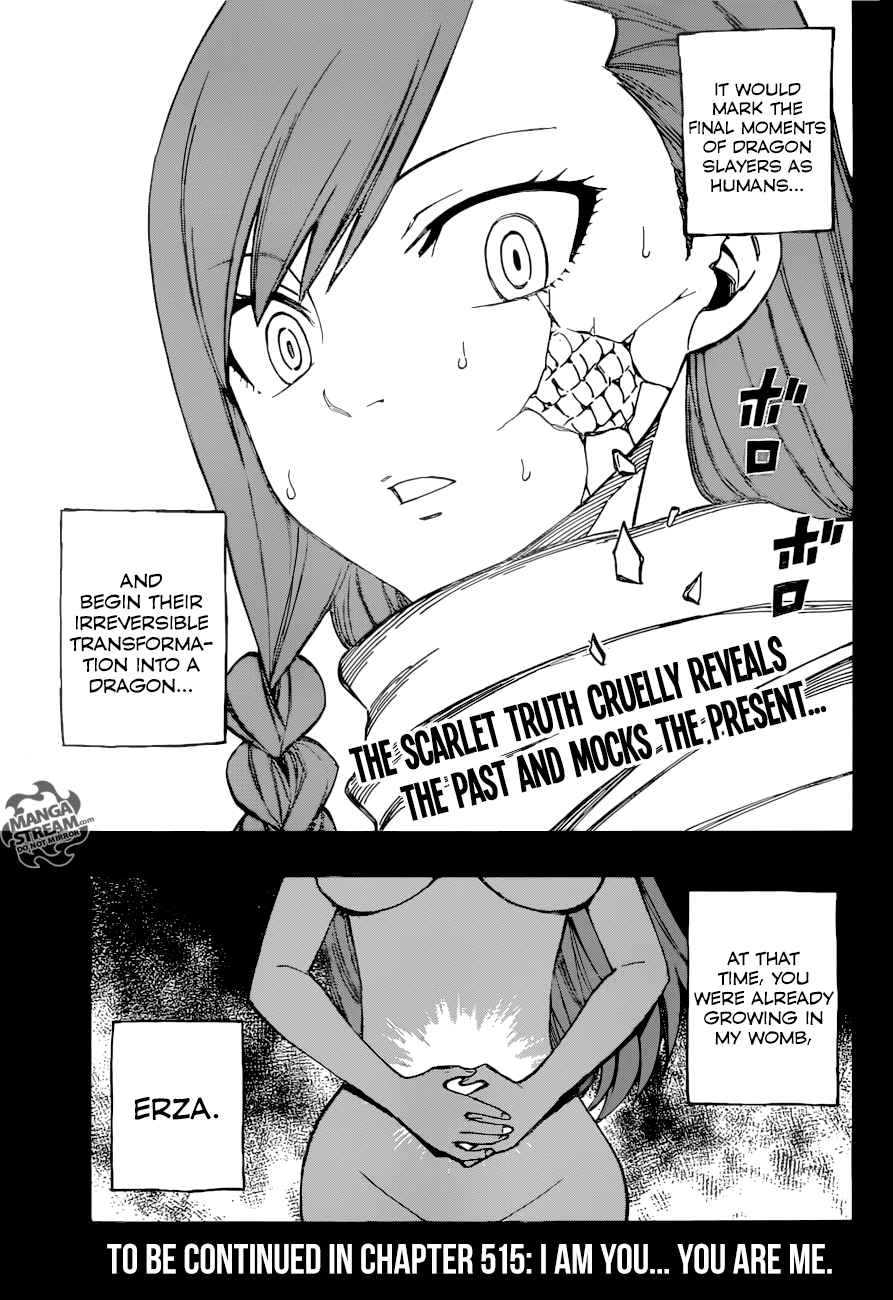 IT WOULD
MARK THE
FINAL MOMENTS
OF DRAGON
SLAYERS AS
HUMANS...
ボ
ロ
ボ
ロ
AND
BEGIN THEIR
IRREVERSIBLE
TRANSFORMA-
TION INTO A
DRAGON...
THE SCARLET TRUTH CRUELLY REVEALS
THE PAST AND MOCKS THE PRESENT...
MANGA
STREAM.com
DO NOT MIRROR
AT THAT
TIME, YOU
WERE ALREADY
GROWING IN
MY WOMB,
ERZA.
TO BE CONTINUED IN CHAPTER 515: I AM YOU... YOU ARE ME.